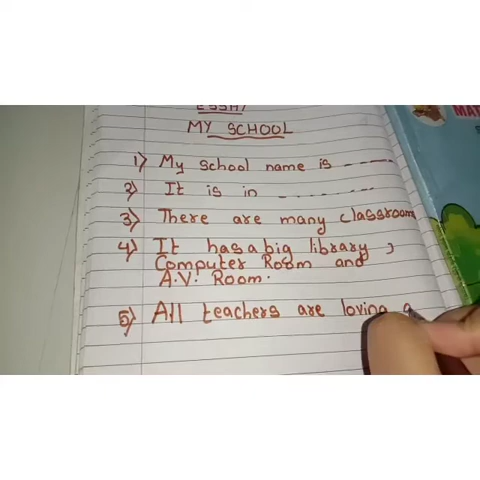 ESSAY
MY SCHOOL
1) My school name is -----
2) It is in ---------
3) There are many classroom
4) It has a big library ,
Computer Room and
A.V. Room.
5) All teachers are loving